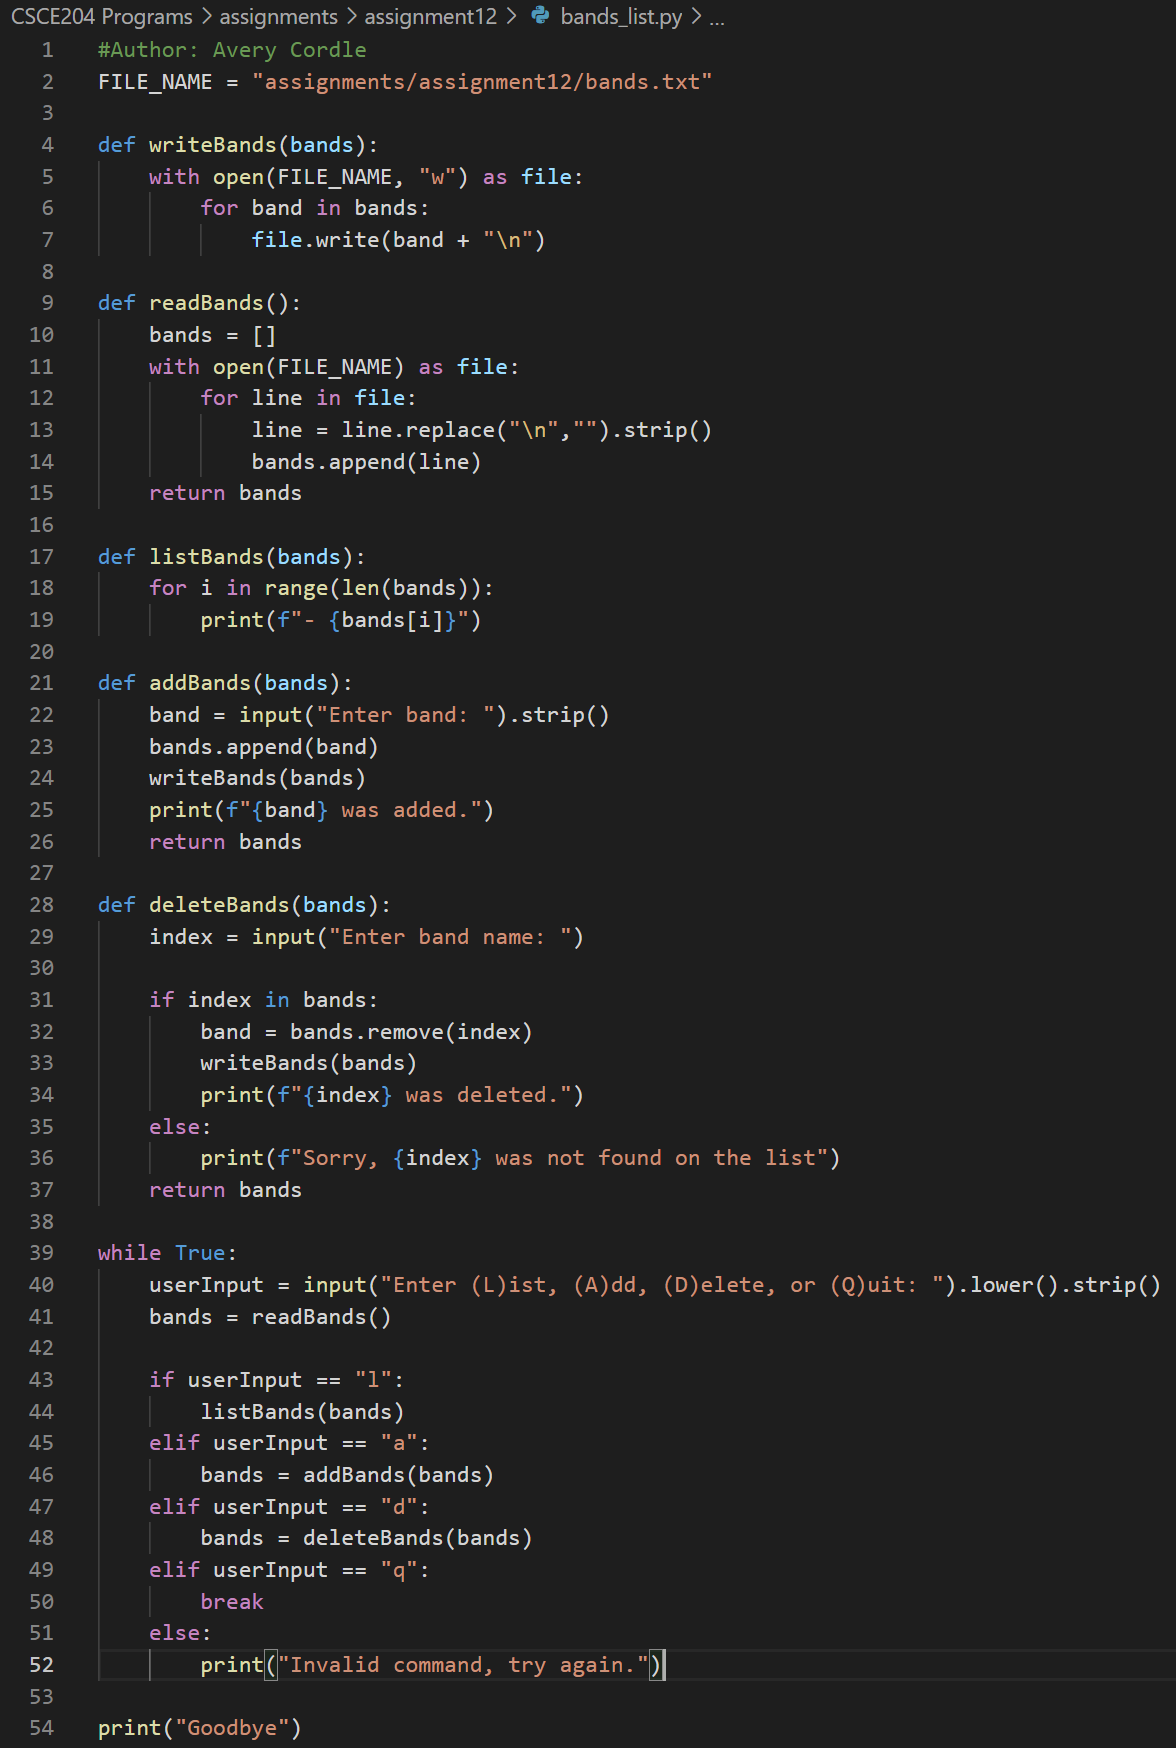 CSCE204 Programs > assignments > assignment12 > bands_list.py > ...
1 #Author: Avery Cordle
2 FILE_NAME = "assignments/assignment12/bands.txt"
3
4 def writeBands(bands):
5     with open(FILE_NAME, "w") as file:
6         for band in bands:
7             file.write(band + "\n")
8
9 def readBands():
10     bands = []
11     with open(FILE_NAME) as file:
12         for line in file:
13             line = line.replace("\n","").strip()
14             bands.append(line)
15     return bands
16
17 def listBands(bands):
18     for i in range(len(bands)):
19         print(f"- {bands[i]}")
20
21 def addBands(bands):
22     band = input("Enter band: ").strip()
23     bands.append(band)
24     writeBands(bands)
25     print(f"{band} was added.")
26     return bands
27
28 def deleteBands(bands):
29     index = input("Enter band name: ")
30
31     if index in bands:
32         band = bands.remove(index)
33         writeBands(bands)
34         print(f"{index} was deleted.")
35     else:
36         print(f"Sorry, {index} was not found on the list")
37     return bands
38
39 while True:
40     userInput = input("Enter (L)ist, (A)dd, (D)elete, or (Q)uit: ").lower().strip()
41     bands = readBands()
42
43     if userInput == "l":
44         listBands(bands)
45     elif userInput == "a":
46         bands = addBands(bands)
47     elif userInput == "d":
48         bands = deleteBands(bands)
49     elif userInput == "q":
50         break
51     else:
52         print("Invalid command, try again.")
53
54 print("Goodbye")